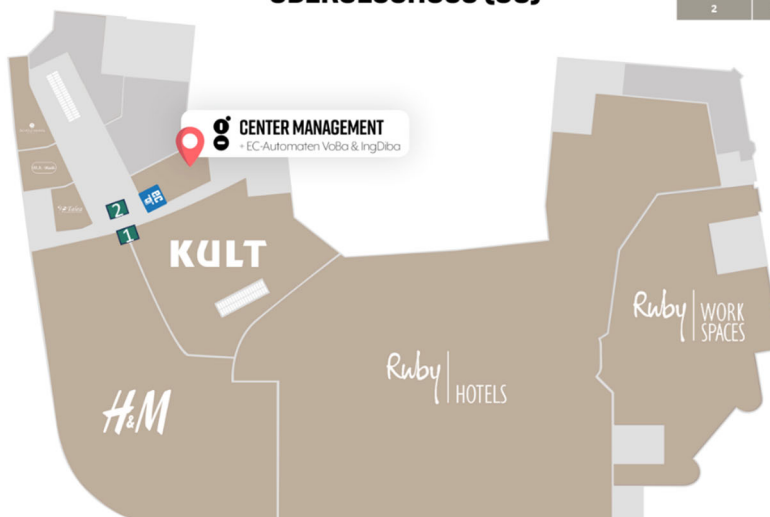 2
CENTER MANAGEMENT
+ EC-Automaten VoBa & IngDiba
2
1
KULT
Ruby WORK
SPACES
Ruby HOTELS
H&M